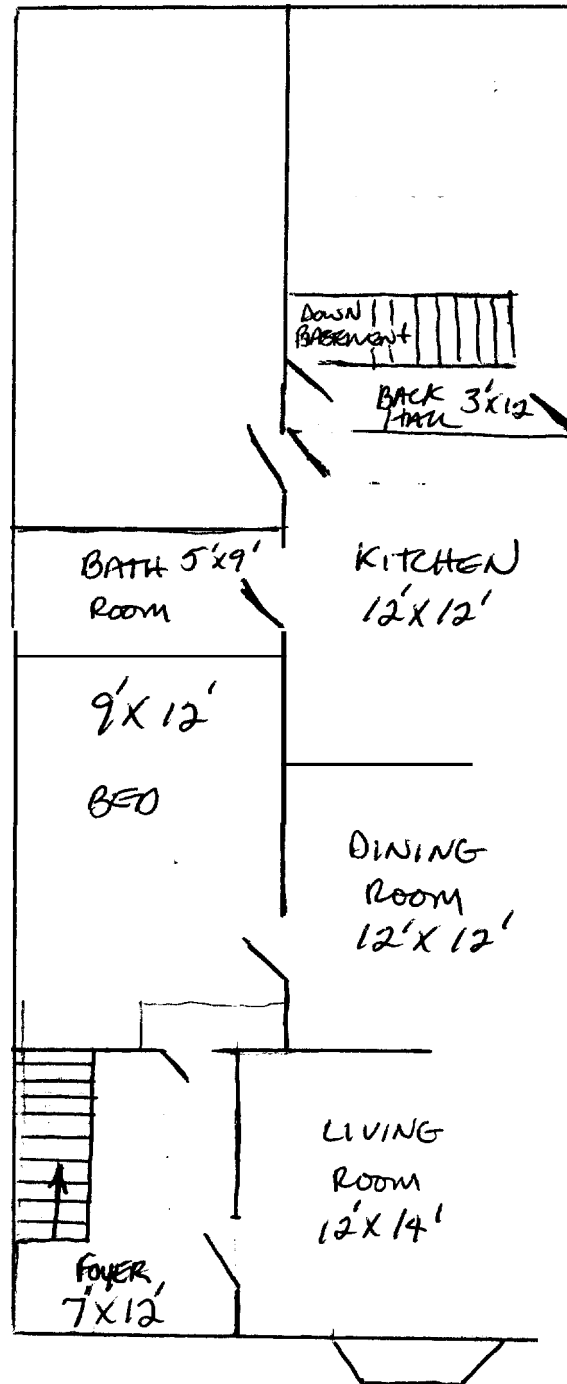 DOWN
BASEMENT
BACK 3'X12
HALL
BATH 5'X9'
ROOM
KITCHEN
12'X12'
9'X12'
BED
DINING
ROOM
12'X12'
LIVING
ROOM
12'X14'
FOYER
7'X12'